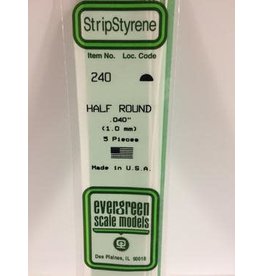 StripStyrene
Item No. Loc. Code
240
HALF ROUND
.040"
(1.0 mm)
5 Pieces
Made in U.S.A.
evergreen
scale models
Des Plaines, IL 60018